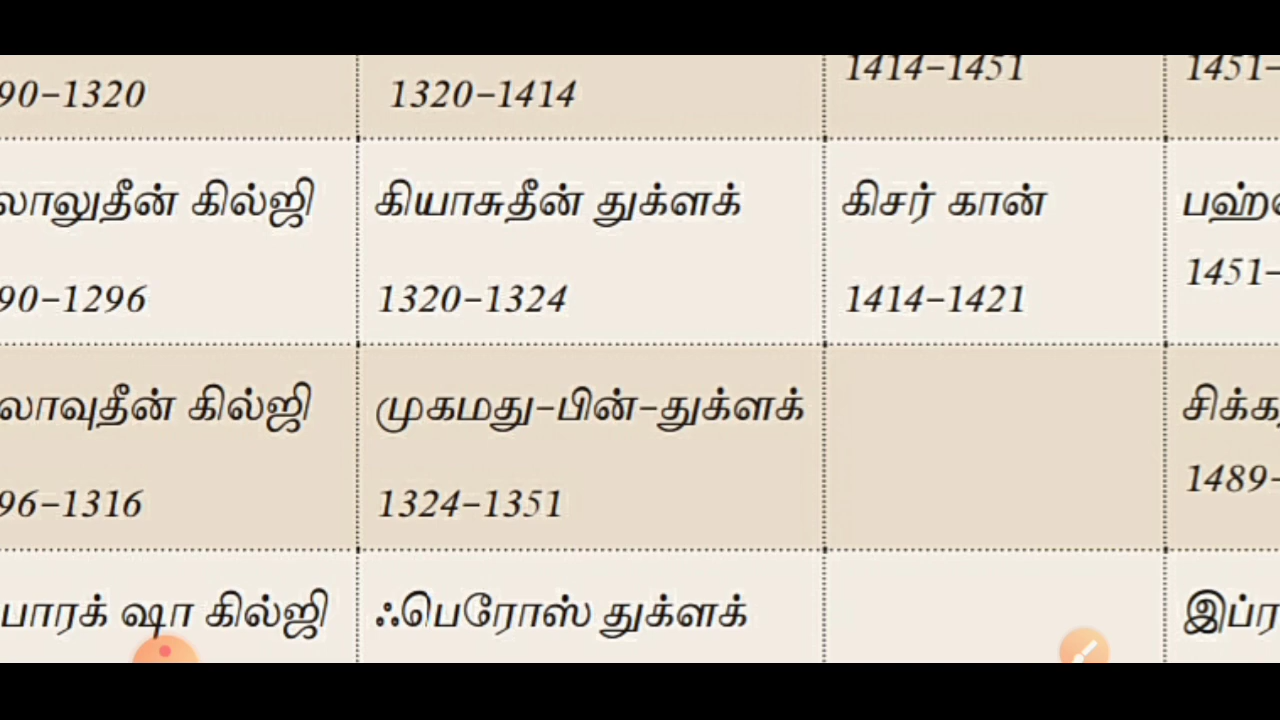 90–1320 1320–1414 1414–1451 1451–
லாலுதீன் கில்ஜி கியாசுதீன் துக்ளக் கிசர் கான்
90–1296 1320–1324 1414–1421 1451–
லாவுதீன் கில்ஜி முகமது–பின்–துக்ளக்
96–1316 1324–1351 1489–
பாரக் ஷா கில்ஜி ஃபெரோஸ் துக்ளக்